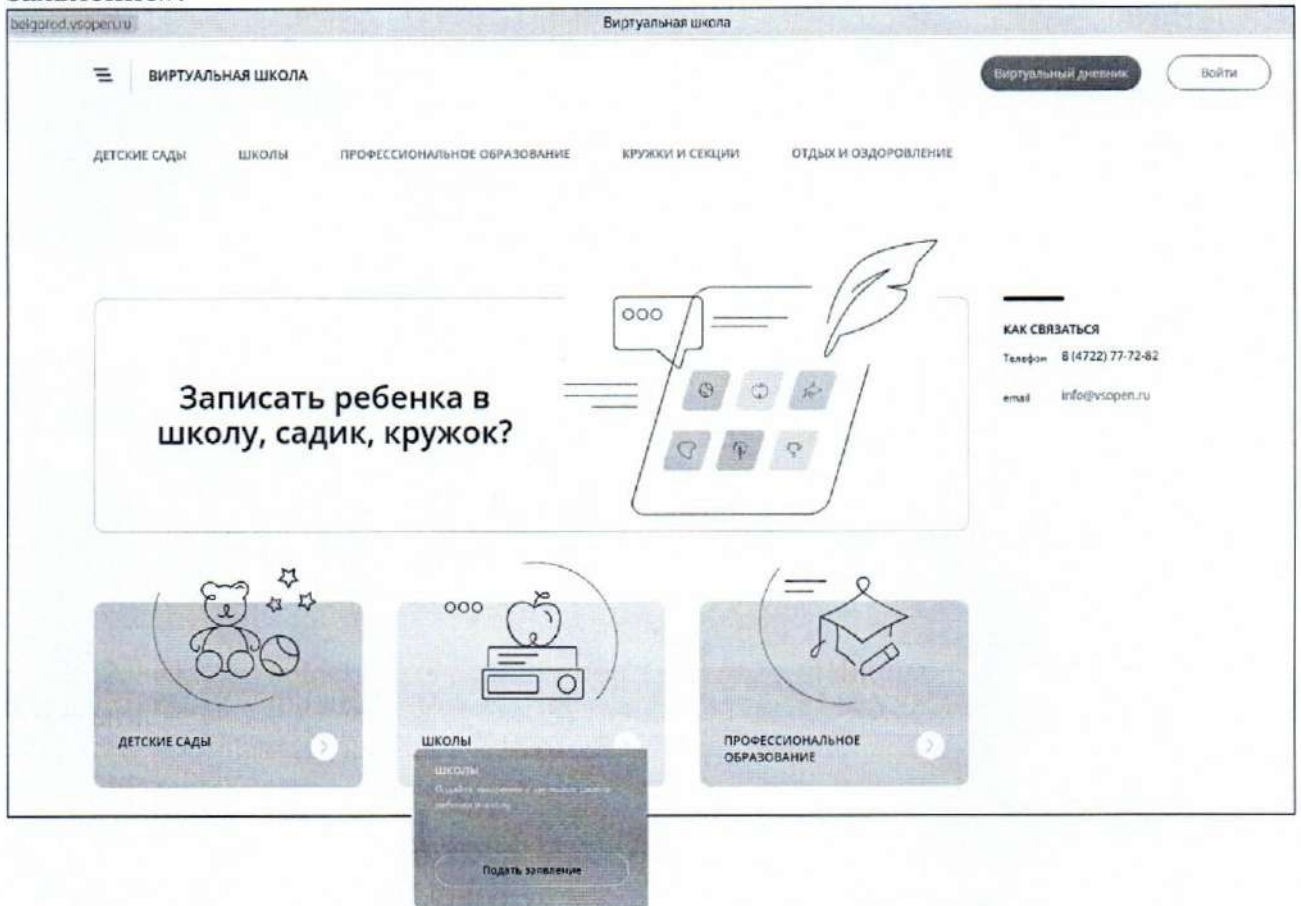 belgorod.vsopen.ru Виртуальная школа
ВИРТУАЛЬНАЯ ШКОЛА Виртуальный дневник Войти
ДЕТСКИЕ САДЫ ШКОЛЫ ПРОФЕССИОНАЛЬНОЕ ОБРАЗОВАНИЕ КРУЖКИ И СЕКЦИИ ОТДЫХ И ОЗДОРОВЛЕНИЕ
КАК СВЯЗАТЬСЯ
Телефон 8 (4722) 77-72-82
email info@vsopen.ru
Записать ребенка в
школу, садик, кружок?
ДЕТСКИЕ САДЫ
ШКОЛЫ
ПРОФЕССИОНАЛЬНОЕ
ОБРАЗОВАНИЕ
ШКОЛЫ
ребенка в школу
Подать заявление